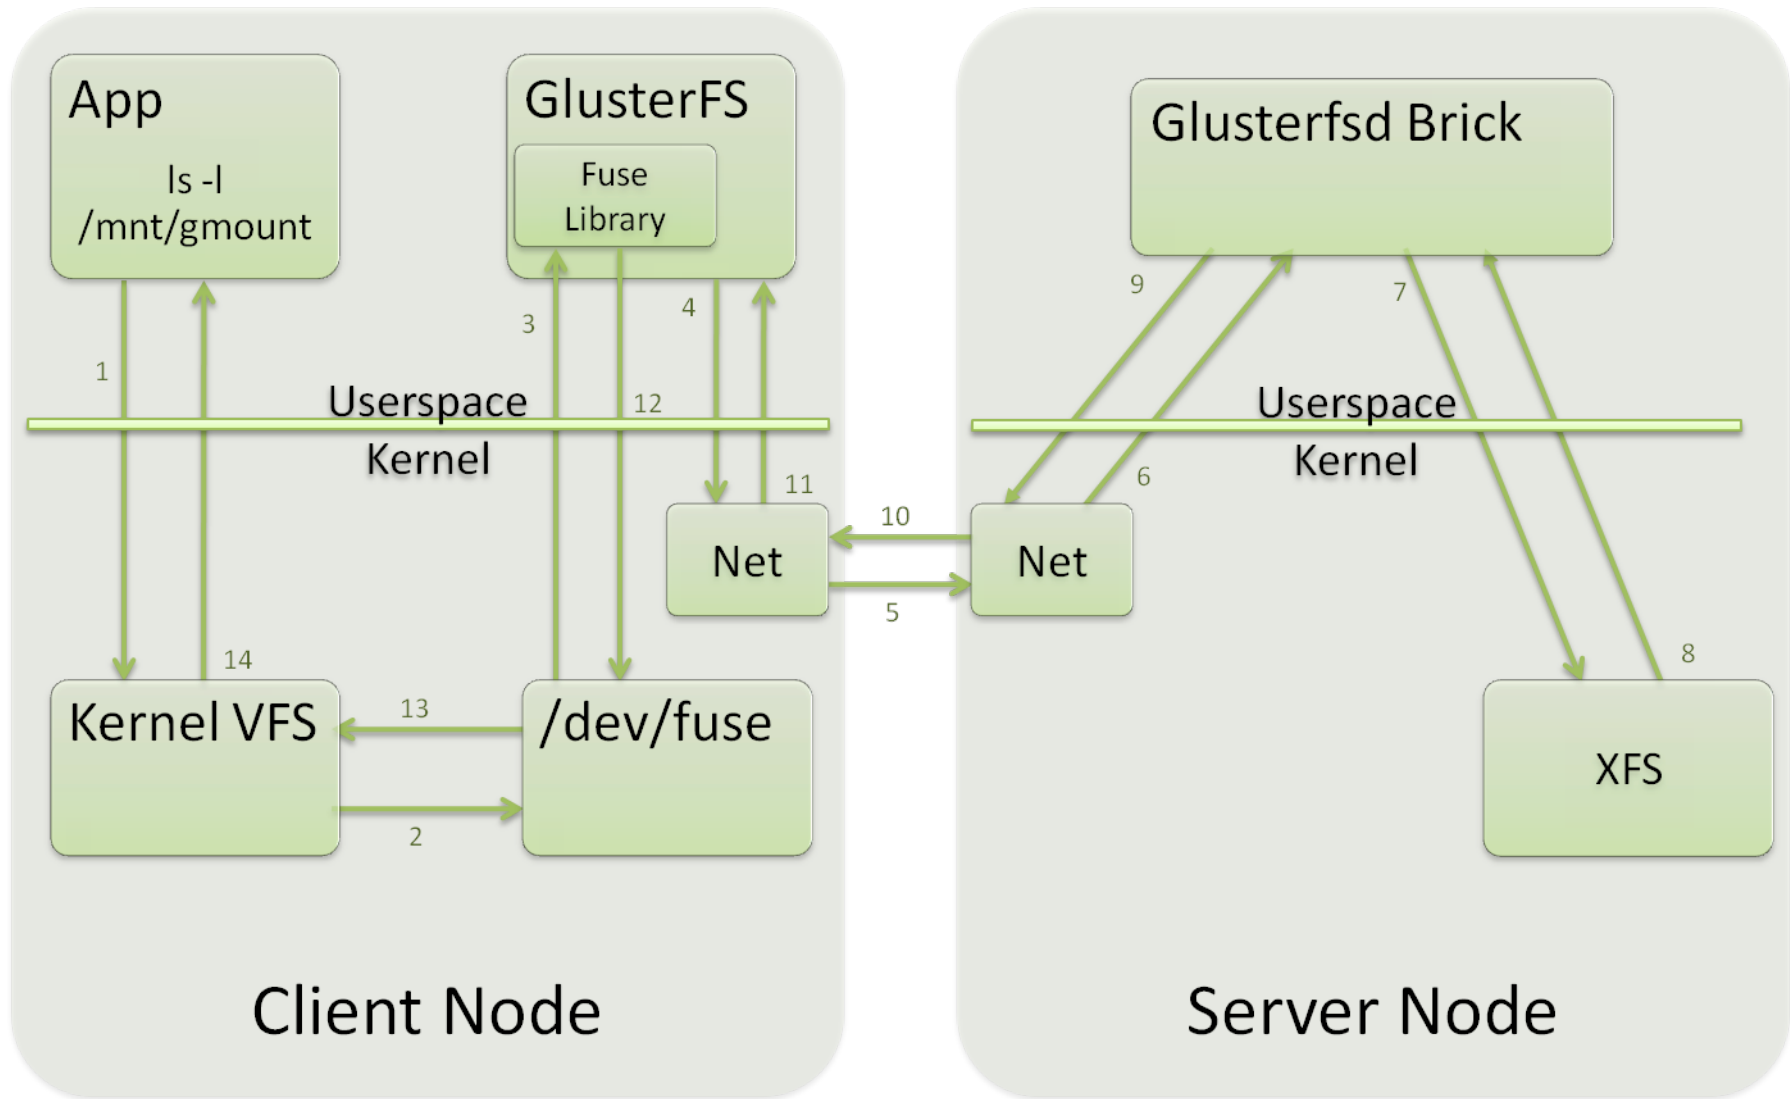 App
ls -l
/mnt/gmount
GlusterFS
Fuse
Library
Glusterfsd Brick
1
3
12
4
9
7
Userspace
Kernel
Userspace
Kernel
11
6
10
Net
Net
5
14
8
Kernel VFS
13
2
/dev/fuse
XFS
Client Node
Server Node